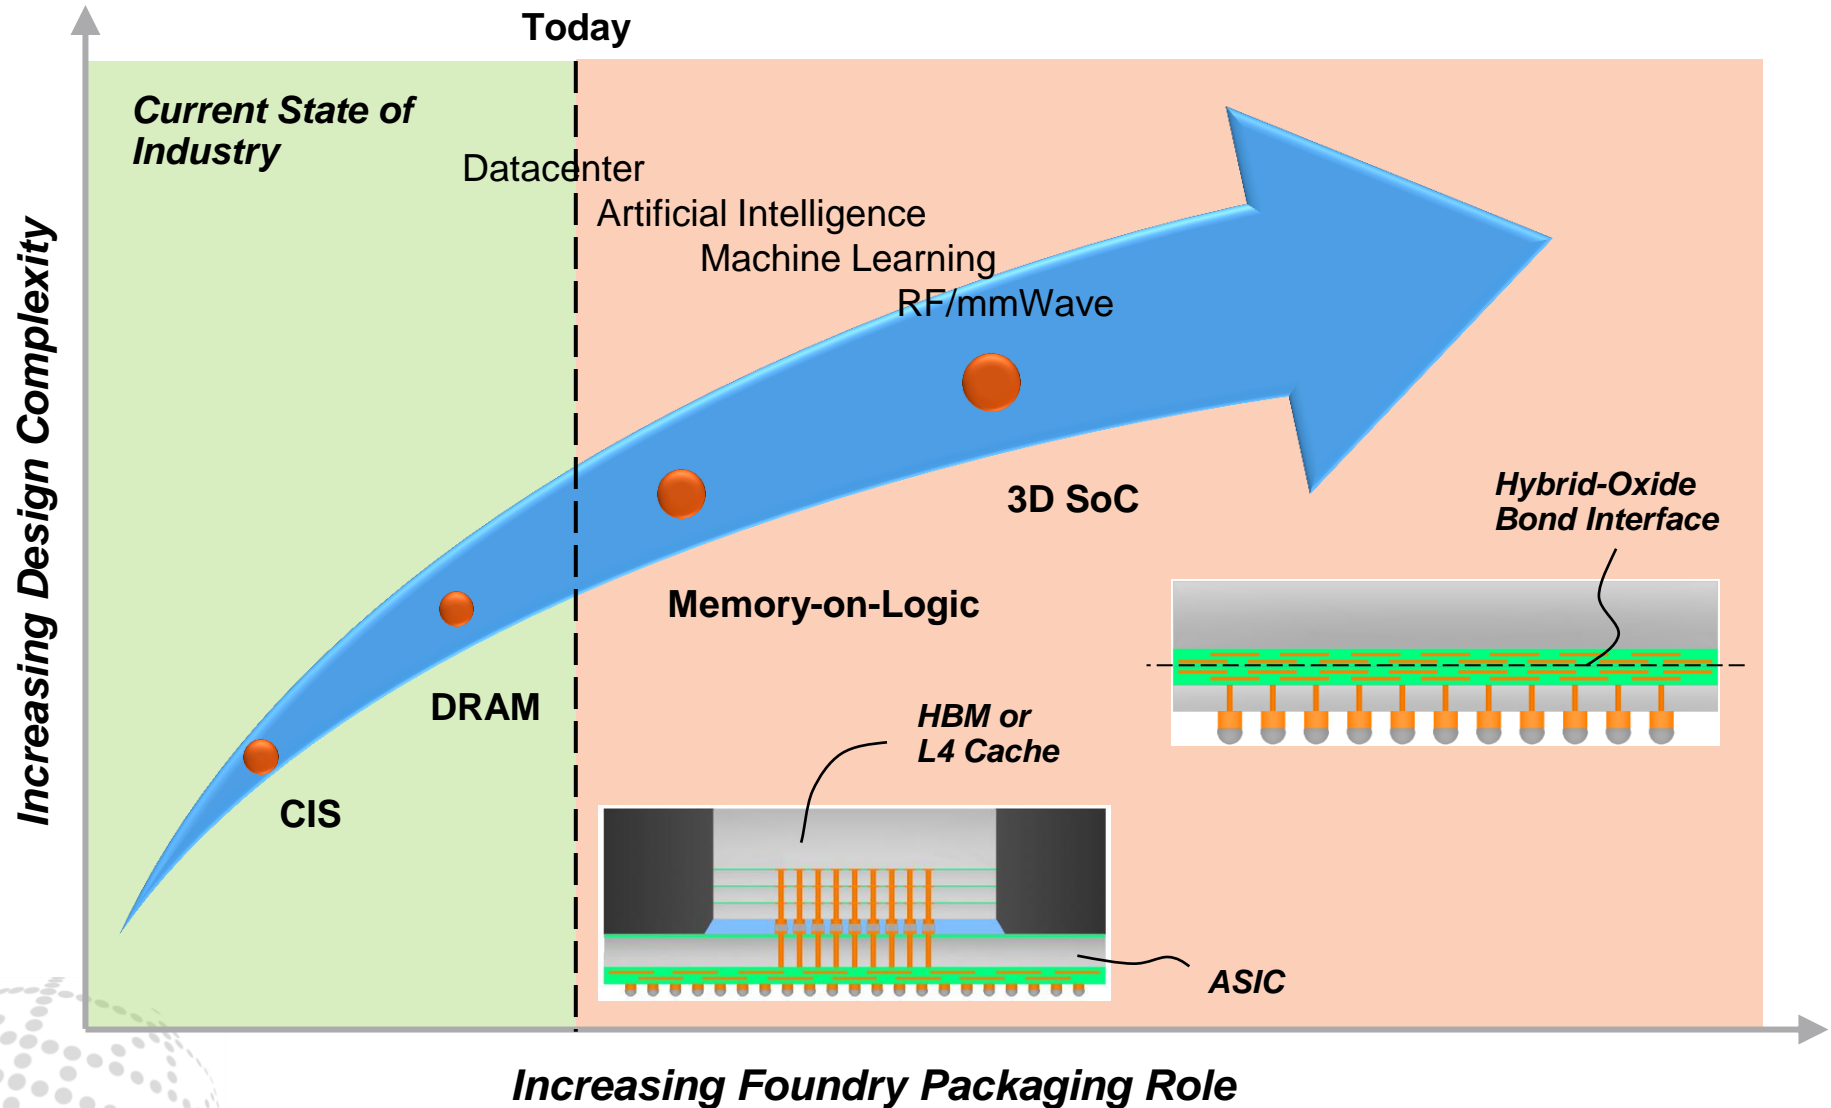 Today
Current State of
Industry
Datacenter
Artificial Intelligence
Machine Learning
RF/mmWave
Increasing Design Complexity
3D SoC
Hybrid-Oxide
Bond Interface
Memory-on-Logic
DRAM
HBM or
L4 Cache
CIS
ASIC
Increasing Foundry Packaging Role